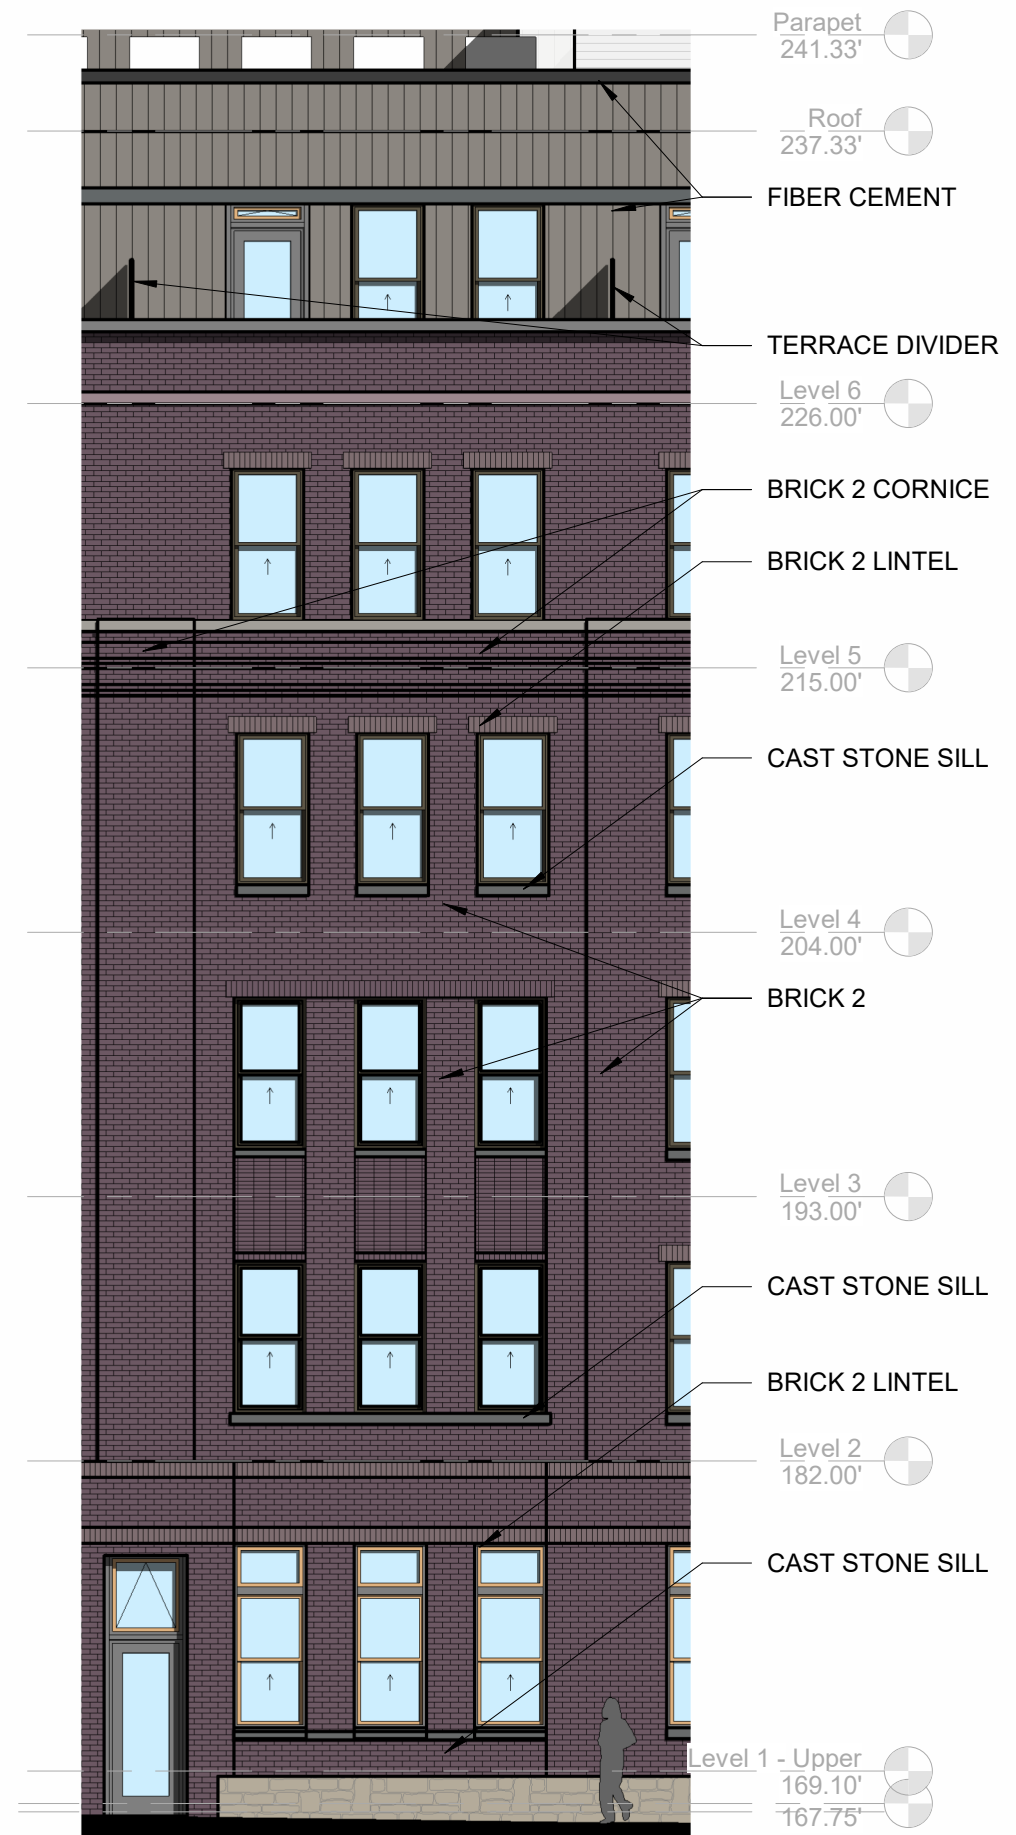 Parapet
241.33'
Roof
237.33'
FIBER CEMENT
TERRACE DIVIDER
Level 6
226.00'
BRICK 2 CORNICE
BRICK 2 LINTEL
Level 5
215.00'
CAST STONE SILL
Level 4
204.00'
BRICK 2
Level 3
193.00'
CAST STONE SILL
BRICK 2 LINTEL
Level 2
182.00'
CAST STONE SILL
Level 1 - Upper
169.10'
167.75'